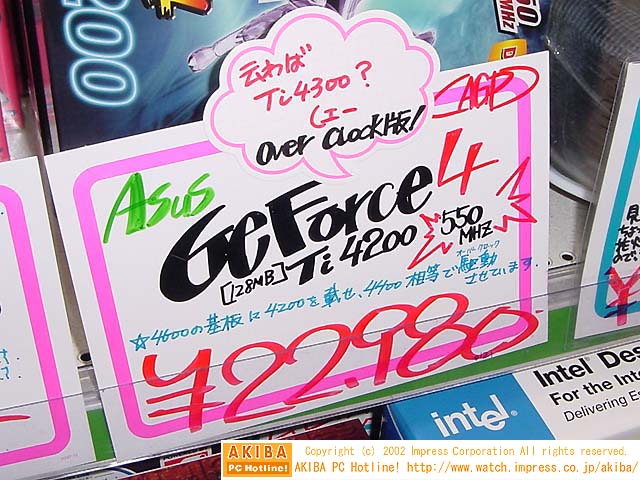 200
50
MHz
云わば
Ti4300?
Over Clock版!
AGP
Asus
GeForce4
[128MB] Ti 4200
550
MHZ
オーバークロック
☆4600の基板に4200を載せ、4400相等で駆動
させています.
¥22,980
intel
Intel Des
For the Inte
Delivering
AKIBA
PC Hotline!
Copyright (c) 2002 Impress Corporation All rights reserved.
AKIBA PC Hotline! http://www.watch.impress.co.jp/akiba/